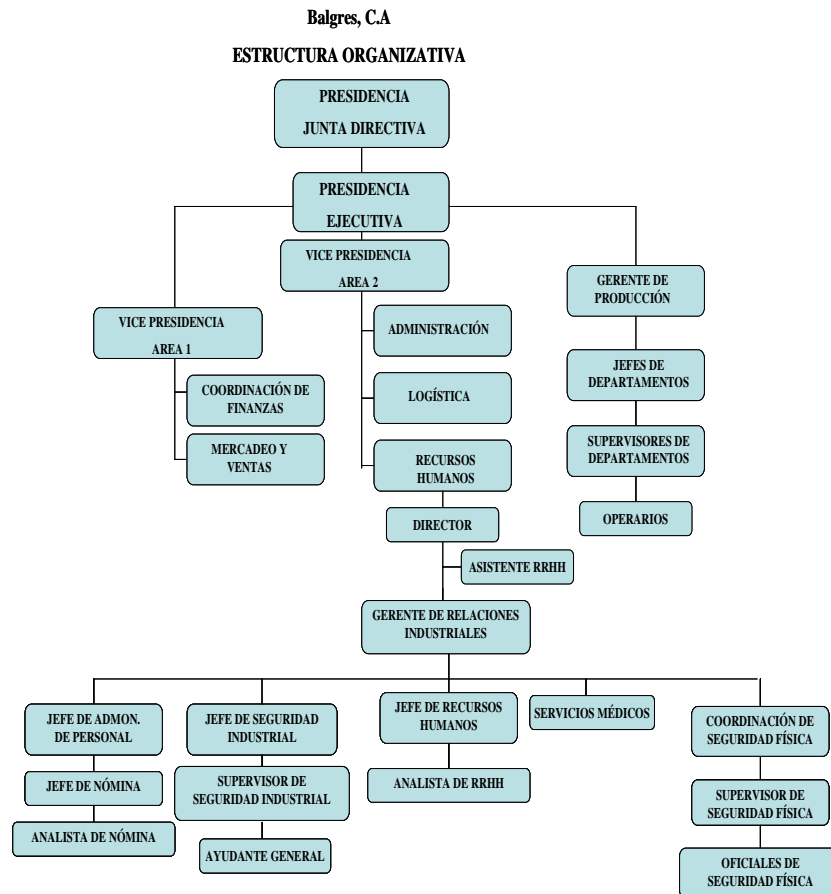 Balgres, C.A
ESTRUCTURA ORGANIZATIVA
PRESIDENCIA
JUNTA DIRECTIVA
PRESIDENCIA
EJECUTIVA
VICE PRESIDENCIA
AREA 2
GERENTE DE
PRODUCCIÓN
VICE PRESIDENCIA
AREA 1
ADMINISTRACIÓN
JEFES DE
DEPARTAMENTOS
COORDINACIÓN DE
FINANZAS
LOGÍSTICA
SUPERVISORES DE
DEPARTAMENTOS
MERCADEO Y
VENTAS
RECURSOS
HUMANOS
OPERARIOS
DIRECTOR
ASISTENTE RRHH
GERENTE DE RELACIONES
INDUSTRIALES
JEFE DE ADMON.
DE PERSONAL
JEFE DE SEGURIDAD
INDUSTRIAL
JEFE DE RECURSOS
HUMANOS
SERVICIOS MÉDICOS
COORDINACIÓN DE
SEGURIDAD FÍSICA
JEFE DE NÓMINA
SUPERVISOR DE
SEGURIDAD INDUSTRIAL
ANALISTA DE RRHH
SUPERVISOR DE
SEGURIDAD FÍSICA
ANALISTA DE NÓMINA
AYUDANTE GENERAL
OFICIALES DE
SEGURIDAD FÍSICA